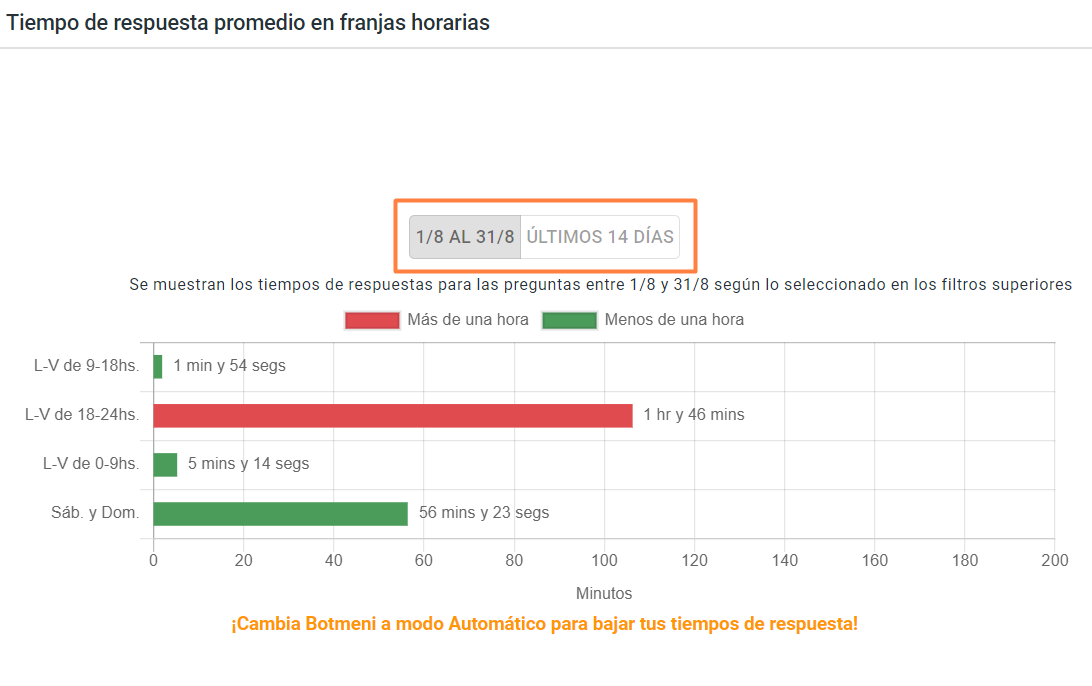 Tiempo de respuesta promedio en franjas horarias
1/8 AL 31/8 ÚLTIMOS 14 DÍAS
Se muestran los tiempos de respuestas para las preguntas entre 1/8 y 31/8 según lo seleccionado en los filtros superiores
Más de una hora Menos de una hora
L-V de 9-18hs. 1 min y 54 segs
L-V de 18-24hs. 1 hr y 46 mins
L-V de 0-9hs. 5 mins y 14 segs
Sáb. y Dom. 56 mins y 23 segs
0 20 40 60 80 100 120 140 160 180 200
Minutos
¡Cambia Botmeni a modo Automático para bajar tus tiempos de respuesta!